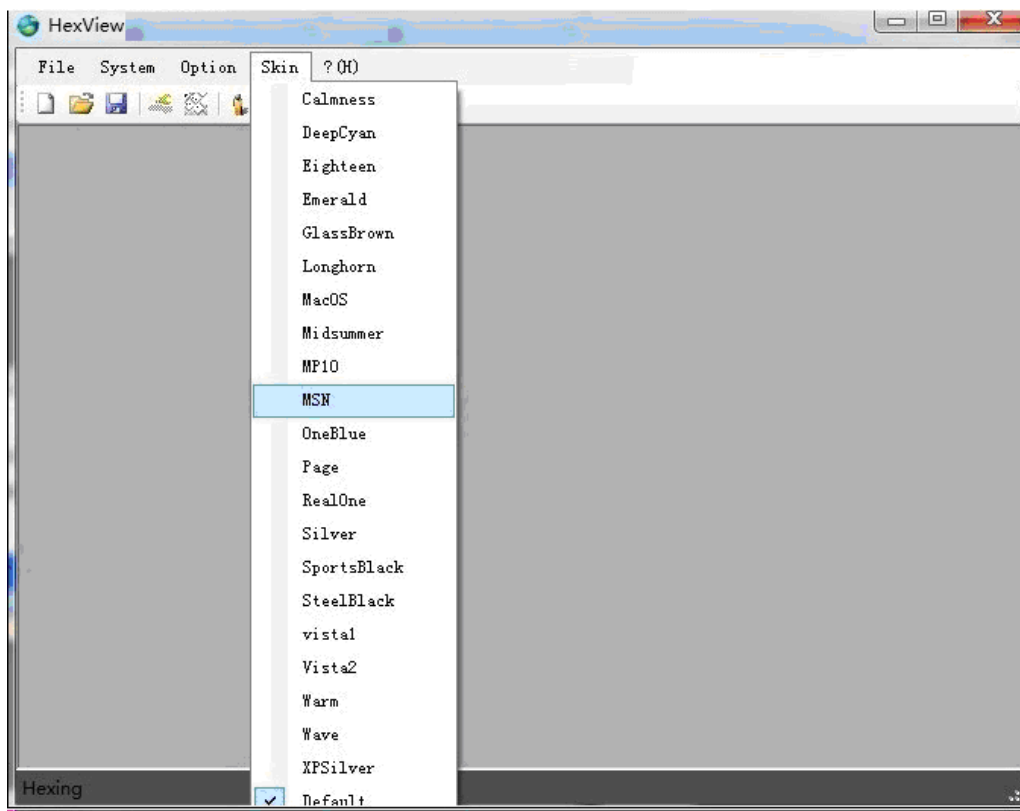 HexView
File System Option Skin ?(H)
Calmness
DeepCyan
Eighteen
Emerald
GlassBrown
Longhorn
MacOS
Midsummer
MP10
MSN
OneBlue
Page
RealOne
Silver
SportsBlack
SteelBlack
vista1
Vista2
Warm
Wave
XPSilver
Default
Hexing